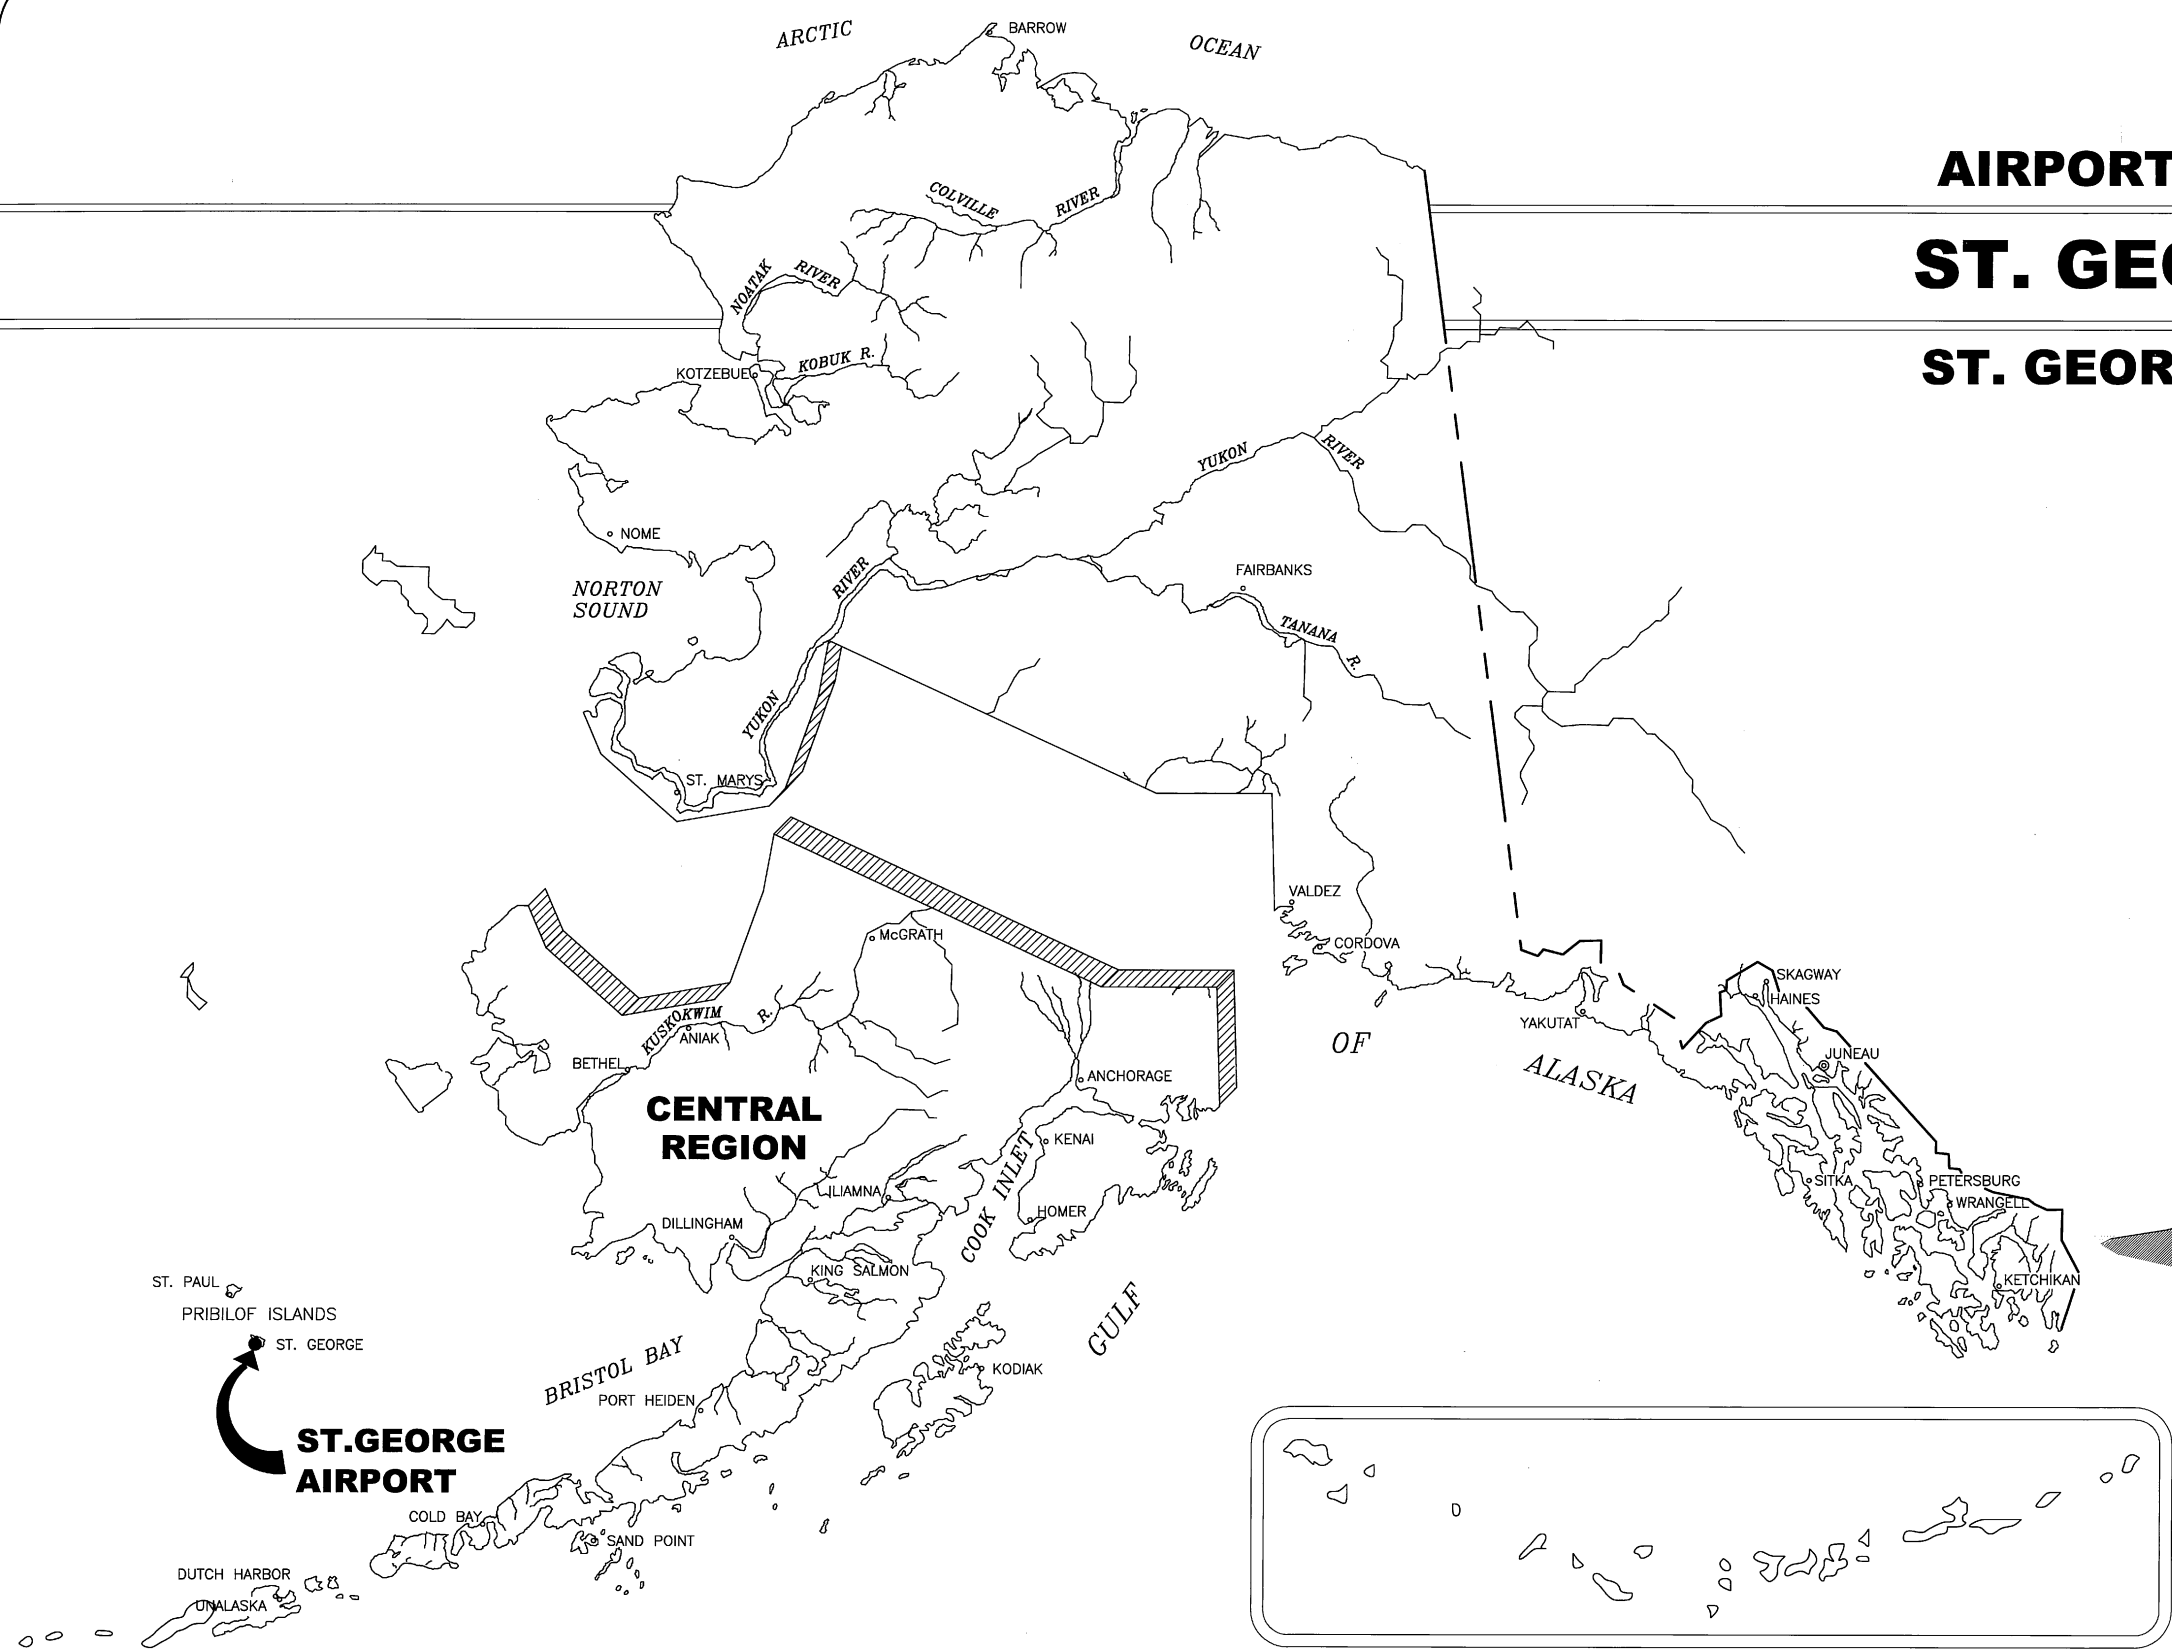 ARCTIC
OCEAN
BARROW
AIRPORT
ST. GEO
ST. GEOR
COLVILLE RIVER
NOATAK RIVER
KOBUK R.
KOTZEBUE
YUKON RIVER
NOME
NORTON
SOUND
RIVER
FAIRBANKS
TANANA R.
YUKON
ST. MARYS
VALDEZ
McGRATH
CORDOVA
SKAGWAY
HAINES
YAKUTAT
KUSKOKWIM R.
ANIAK
BETHEL
OF
JUNEAU
ALASKA
ANCHORAGE
CENTRAL
REGION
KENAI
COOK INLET
ILIAMNA
SITKA
PETERSBURG
WRANGELL
HOMER
DILLINGHAM
KING SALMON
KETCHIKAN
ST. PAUL
PRIBILOF ISLANDS
ST. GEORGE
GULF
BRISTOL BAY
KODIAK
PORT HEIDEN
ST.GEORGE
AIRPORT
COLD BAY
SAND POINT
DUTCH HARBOR
UNALASKA